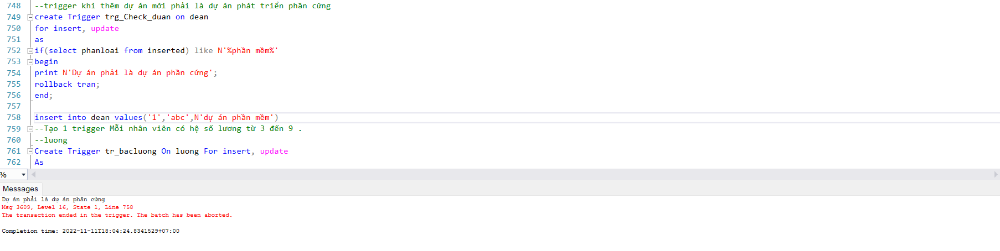 748 --trigger khi thêm dự án mới phải là dự án phát triển phần cứng
749 create Trigger trg_Check_duan on dean
750 for insert, update
751 as
752 if(select phanloai from inserted) like N'%phần mềm%'
753 begin
754 print N'Dự án phải là dự án phần cứng';
755 rollback tran;
756 end;
757
758 insert into dean values('1','abc',N'dự án phần mềm')
759 --Tạo 1 trigger Mỗi nhân viên có hệ số lương từ 3 đến 9 .
760 --luong
761 Create Trigger tr_bacluong On luong For insert, update
762 As
%
Messages
Dự án phải là dự án phần cứng
Msg 3609, Level 16, State 1, Line 758
The transaction ended in the trigger. The batch has been aborted.
Completion time: 2022-11-11T18:04:24.8341529+07:00